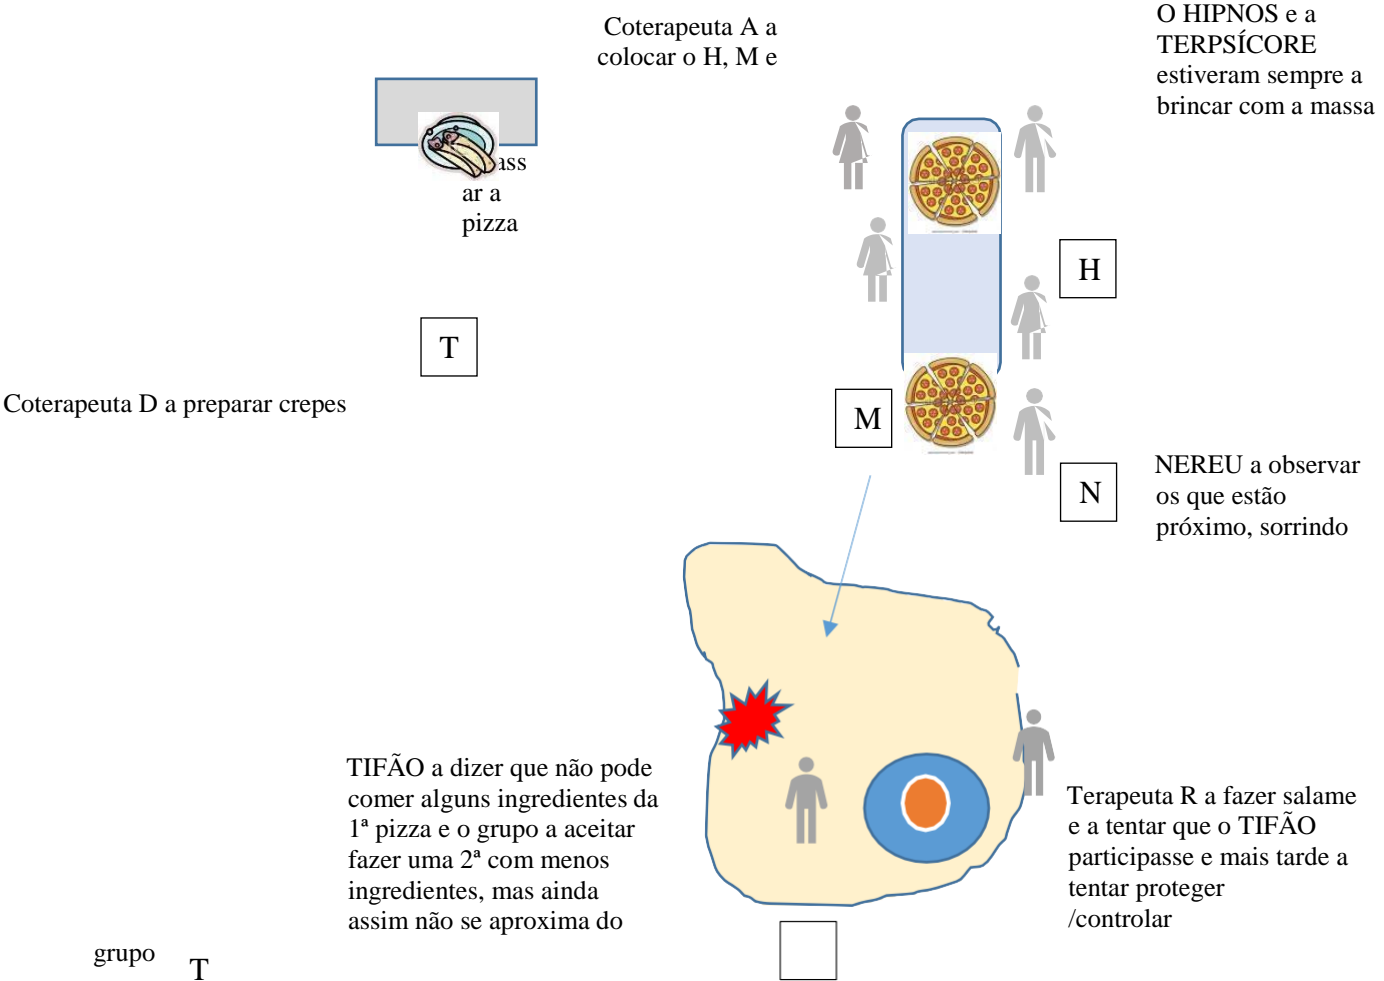 Coterapeuta A a
colocar o H, M e
O HIPNOS e a
TERPSÍCORE
estiveram sempre a
brincar com a massa
ass
ar a
pizza
H
T
Coterapeuta D a preparar crepes
M
N
NEREU a observar
os que estão
próximo, sorrindo
TIFÃO a dizer que não pode
comer alguns ingredientes da
1ª pizza e o grupo a aceitar
fazer uma 2ª com menos
ingredientes, mas ainda
assim não se aproxima do
grupo
T
Terapeuta R a fazer salame
e a tentar que o TIFÃO
participasse e mais tarde a
tentar proteger
/controlar